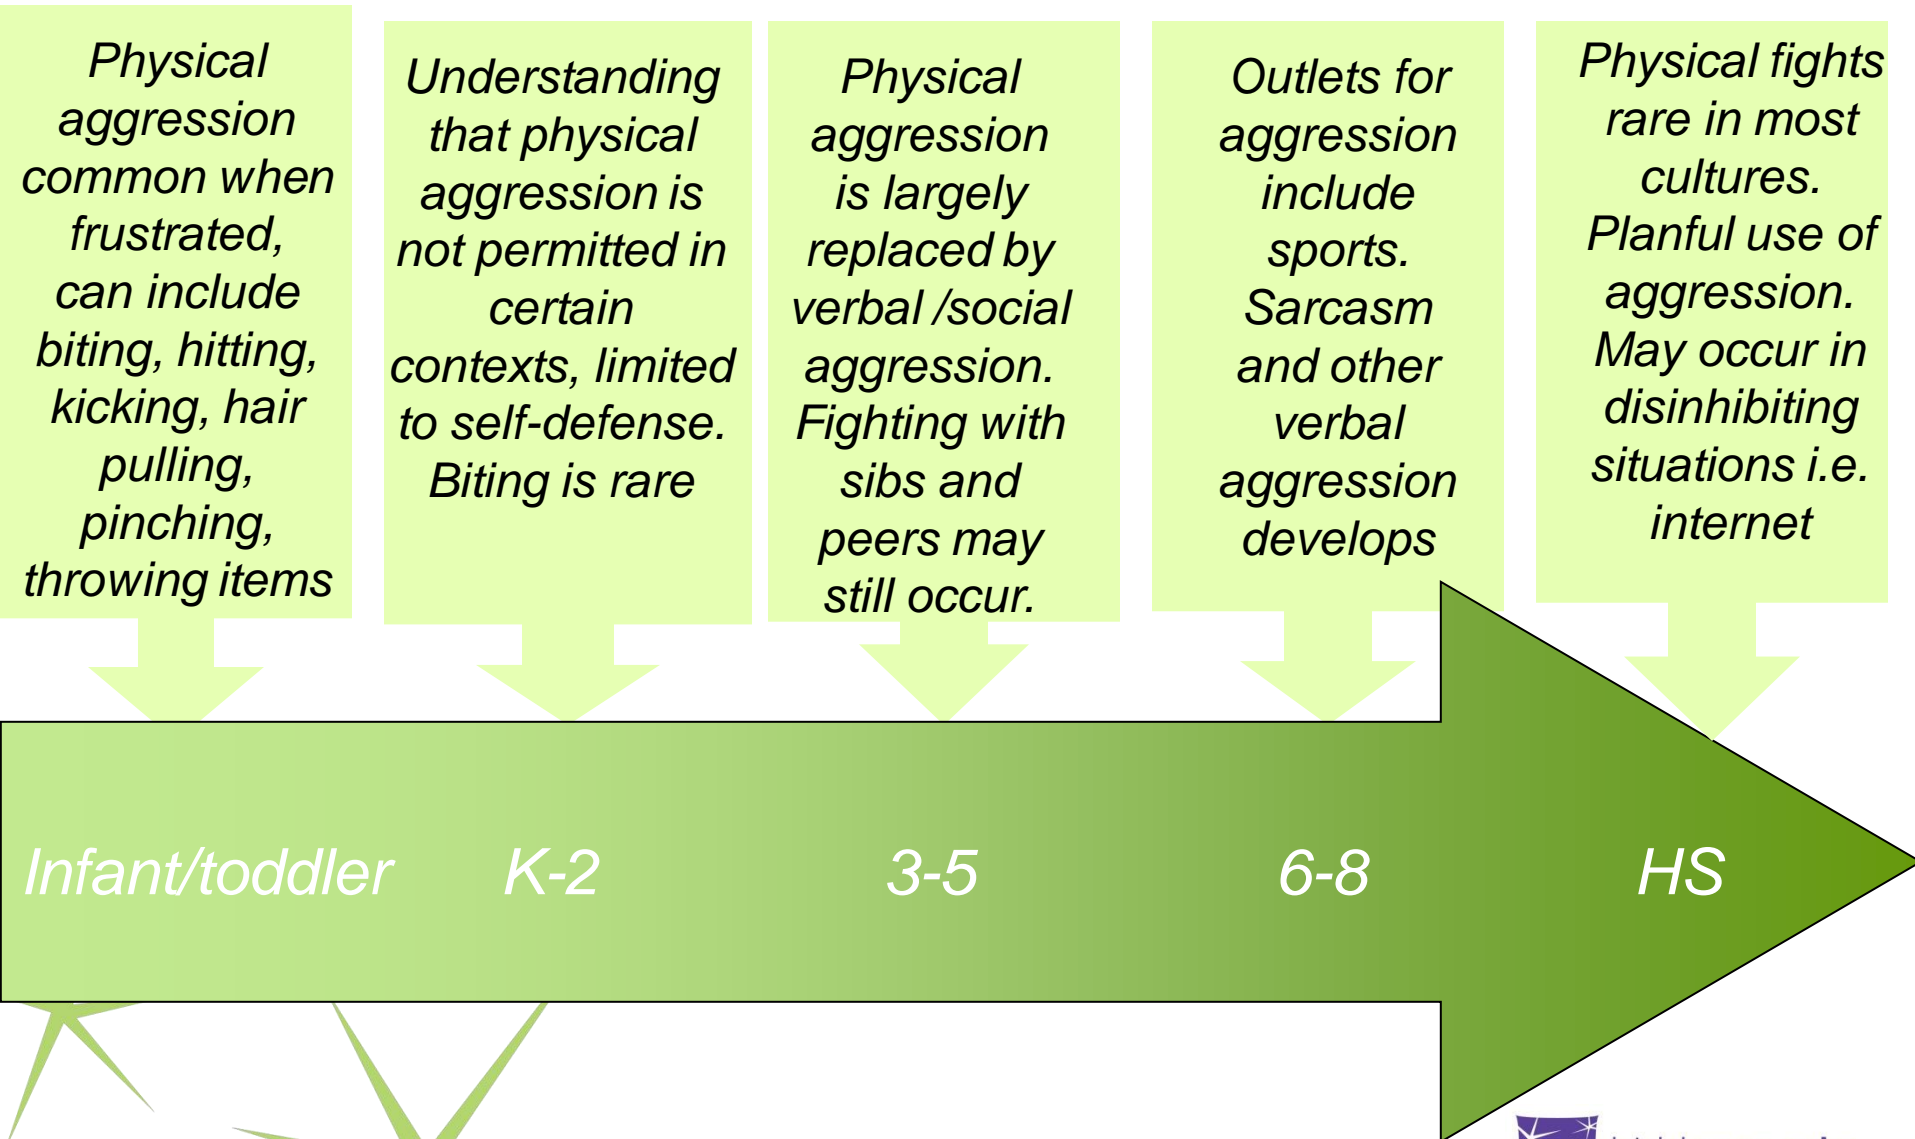 Physical
aggression
common when
frustrated,
can include
biting, hitting,
kicking, hair
pulling,
pinching,
throwing items
Understanding
that physical
aggression is
not permitted in
certain
contexts, limited
to self-defense.
Biting is rare
Physical
aggression
is largely
replaced by
verbal /social
aggression.
Fighting with
sibs and
peers may
still occur.
Outlets for
aggression
include
sports.
Sarcasm
and other
verbal
aggression
develops
Physical fights
rare in most
cultures.
Planful use of
aggression.
May occur in
disinhibiting
situations i.e.
internet
Infant/toddler
K-2
3-5
6-8
HS